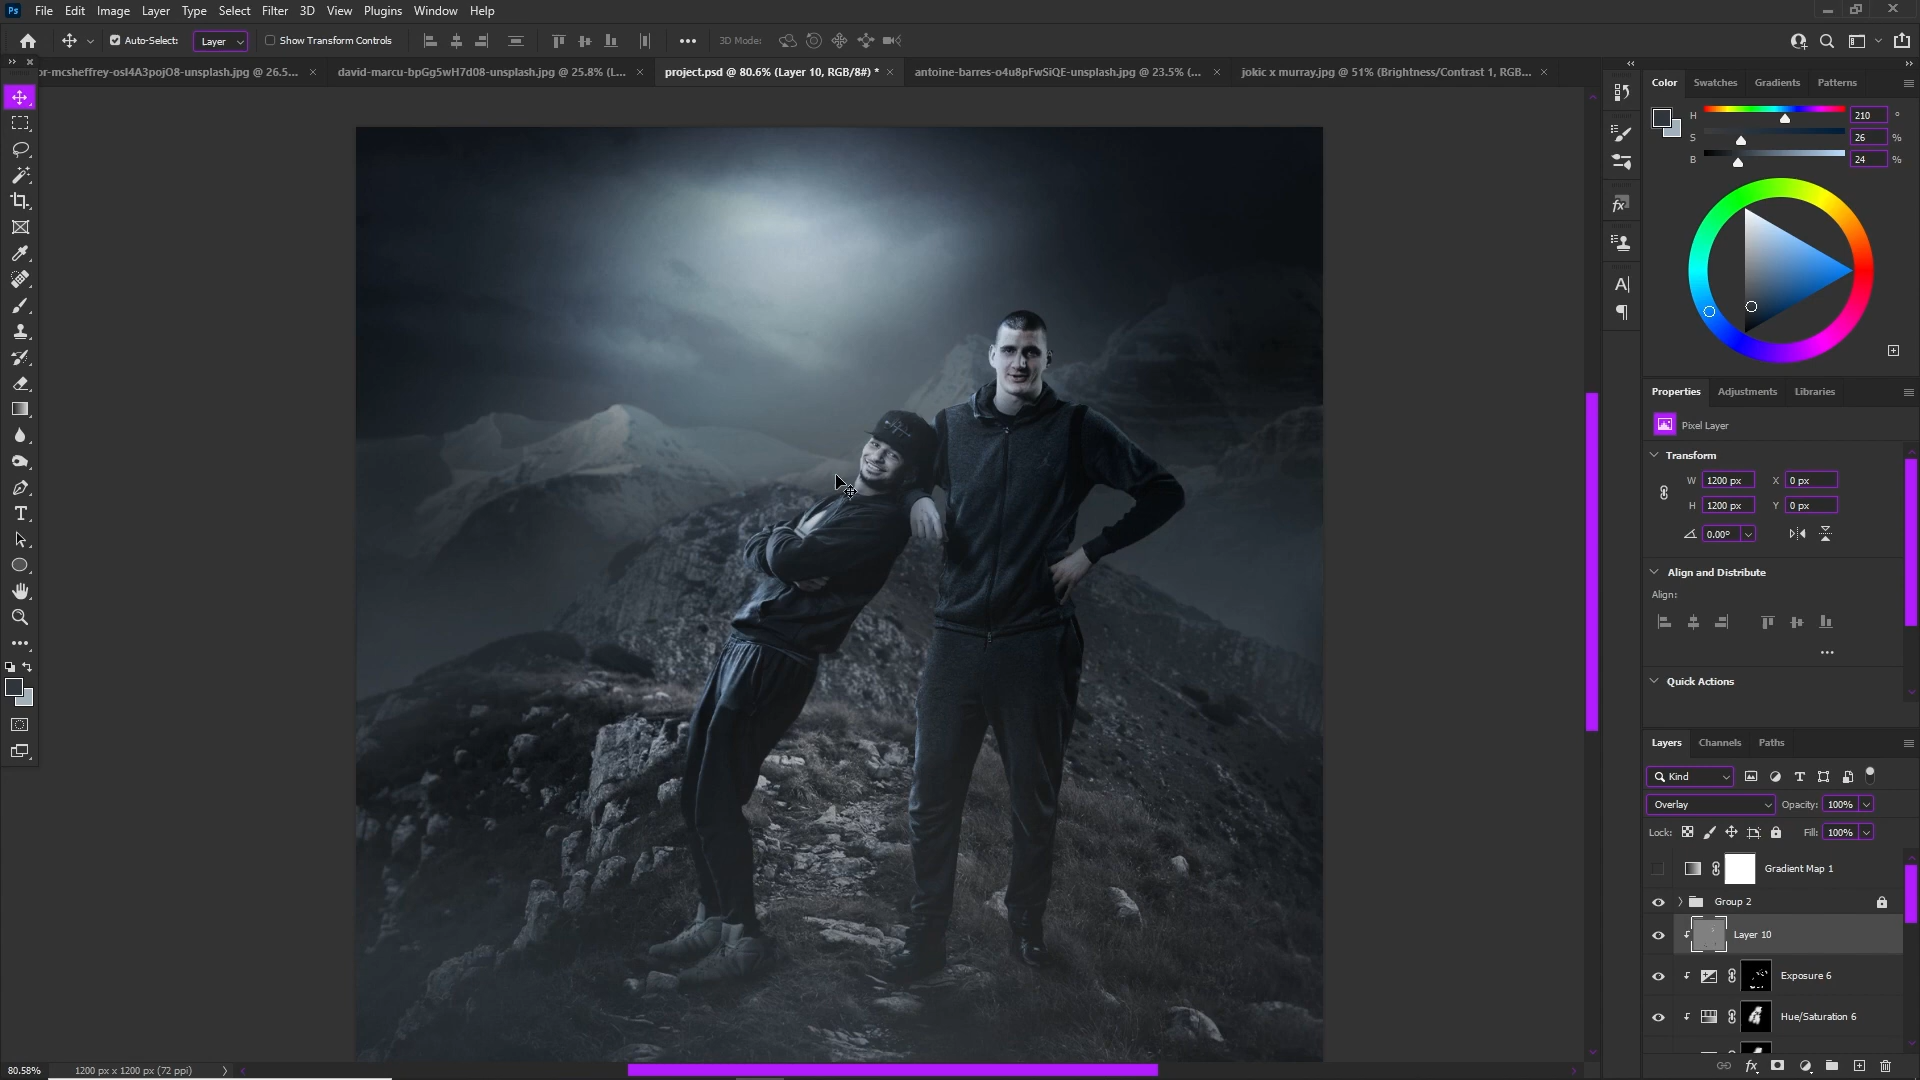 Ps File Edit Image Layer Type Select Filter 3D View Plugins Window Help
Auto-Select: Layer Show Transform Controls 3D Mode:
or-mcsheffrey-osI4A3pojO8-unsplash.jpg @ 26.5... david-marcu-bpGg5wH7d08-unsplash.jpg @ 25.8% (L... project.psd @ 80.6% (Layer 10, RGB/8#) * antoine-barres-o4u8pFwSiQE-unsplash.jpg @ 23.5% (... jokic x murray.jpg @ 51% (Brightness/Contrast 1, RGB...
Color Swatches Gradients Patterns
H 210 °
S 26 %
B 24 %
Properties Adjustments Libraries
Pixel Layer
Transform
W 1200 px X 0 px
H 1200 px Y 0 px
0.00°
Align and Distribute
Align:
Quick Actions
Layers Channels Paths
Kind
Overlay Opacity: 100%
Lock: Fill: 100%
Gradient Map 1
Group 2
Layer 10
Exposure 6
Hue/Saturation 6
80.58% 1200 px x 1200 px (72 ppi)